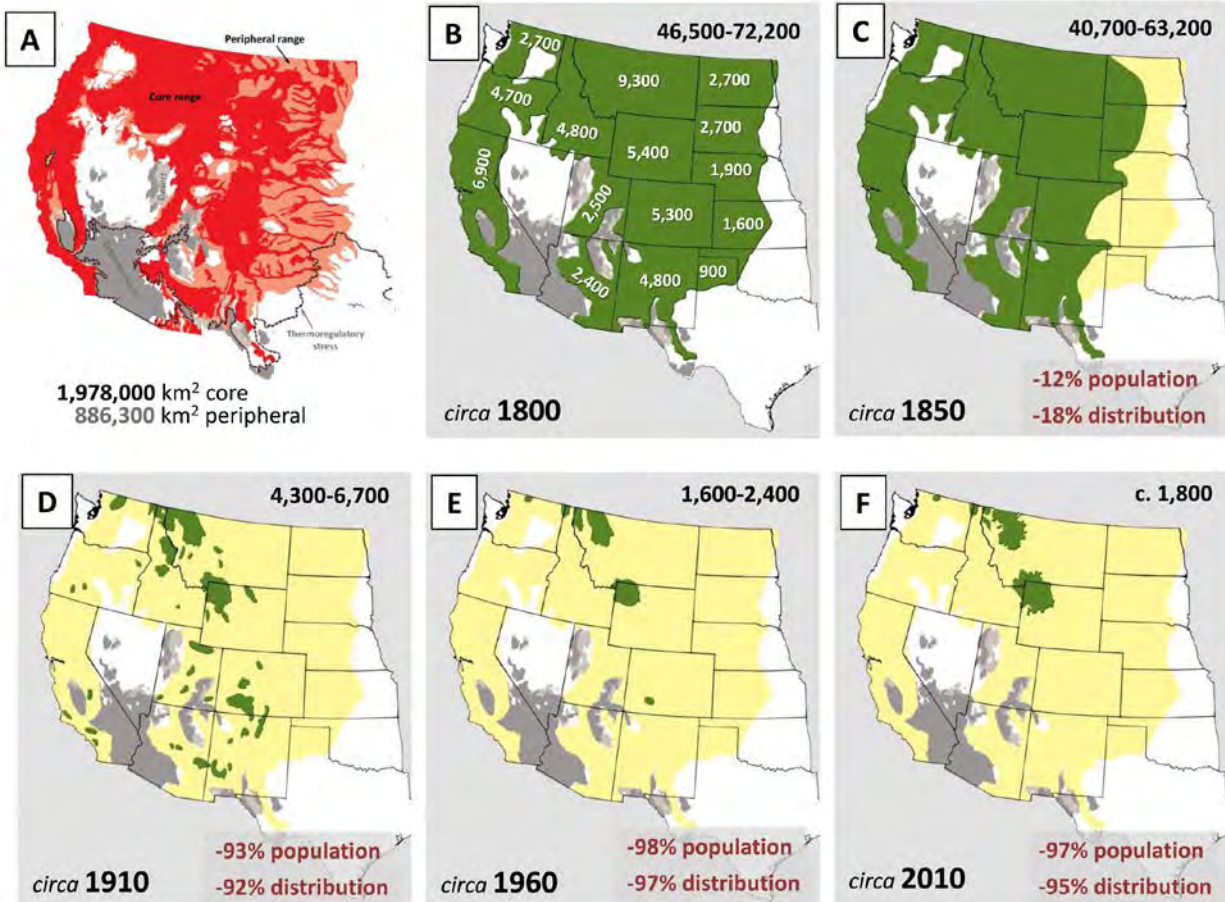 A
Peripheral range
Core range
Thermoregulatory
stress
1,978,000 km² core
886,300 km² peripheral
B
46,500-72,200
2,700
9,300
2,700
4,700
4,800
2,700
5,400
6,900
1,900
2,500
5,300
1,600
2,400
4,800
900
circa 1800
C
40,700-63,200
-12% population
-18% distribution
circa 1850
D
4,300-6,700
-93% population
-92% distribution
circa 1910
E
1,600-2,400
-98% population
-97% distribution
circa 1960
F
c. 1,800
-97% population
-95% distribution
circa 2010